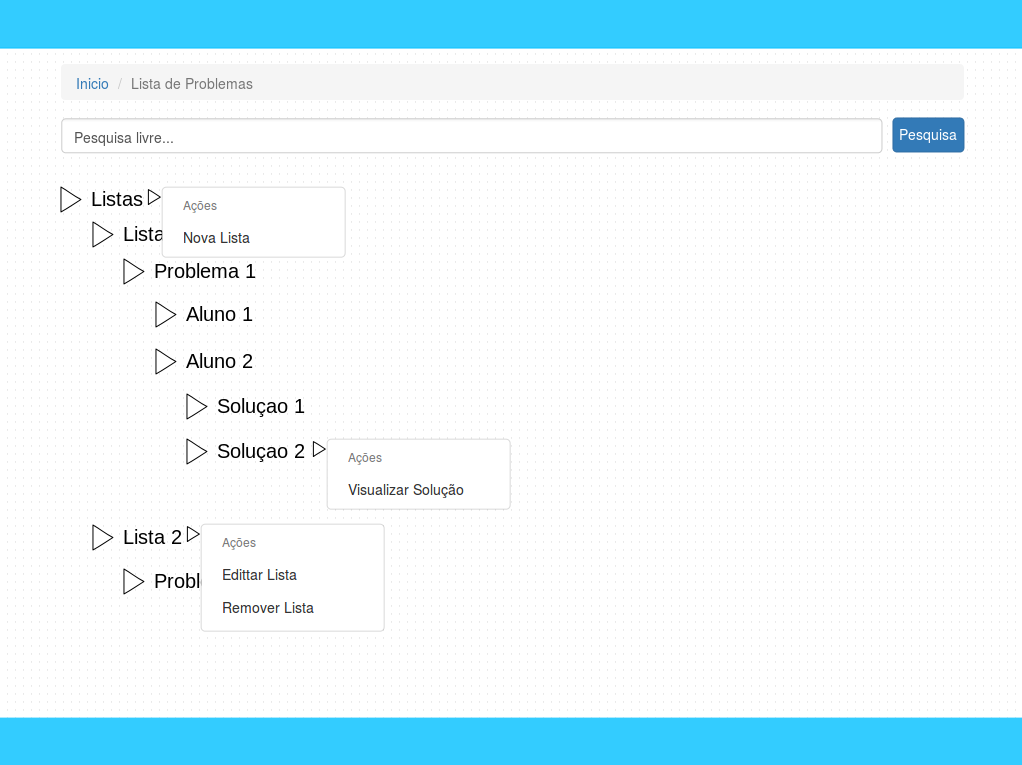 Inicio / Lista de Problemas
Pesquisa livre...
Pesquisa
Listas
Ações
Nova Lista
Lista
Problema 1
Aluno 1
Aluno 2
Soluçao 1
Soluçao 2
Ações
Visualizar Solução
Lista 2
Ações
Edittar Lista
Probl
Remover Lista